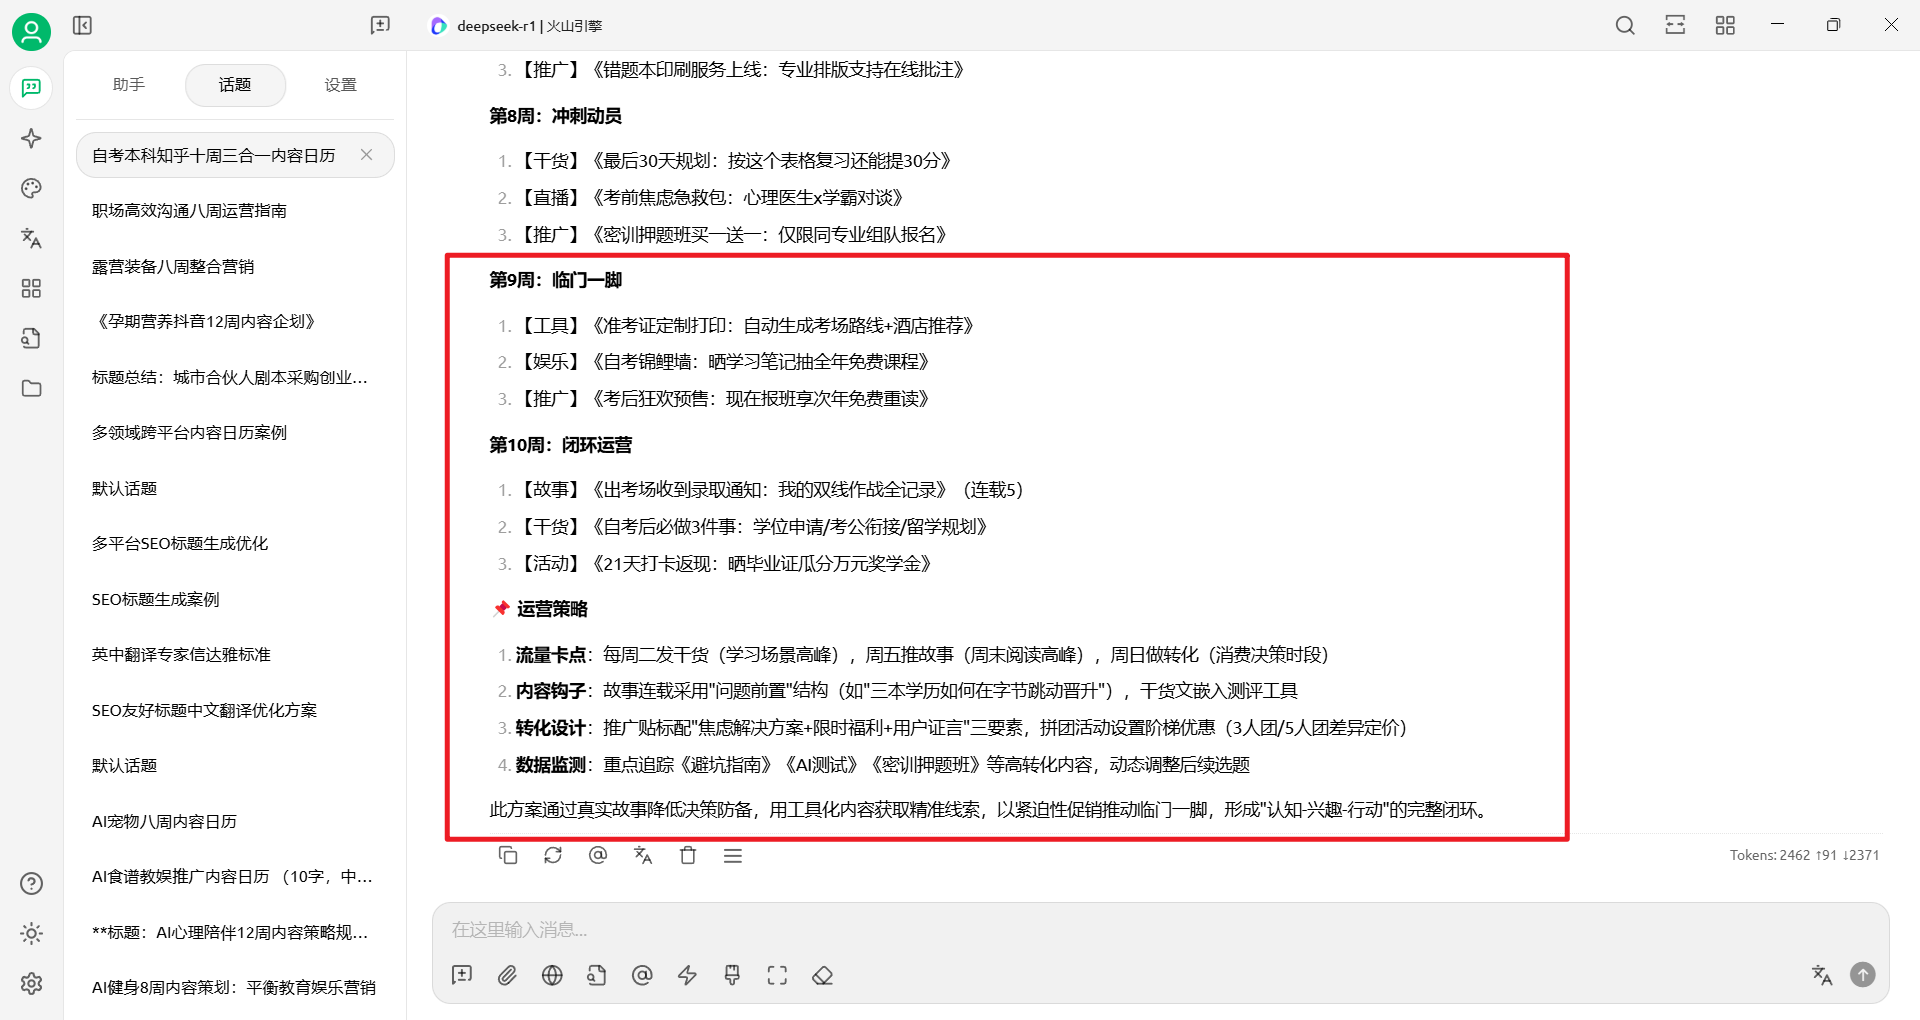 deepseek-r1 | 火山引擎
助手
话题
设置
自考本科知乎十周三合一内容日历
职场高效沟通八周运营指南
露营装备八周整合营销
《孕期营养抖音12周内容企划》
标题总结：城市合伙人剧本采购创业...
多领域跨平台内容日历案例
默认话题
多平台SEO标题生成优化
SEO标题生成案例
英中翻译专家信达雅标准
SEO友好标题中文翻译优化方案
默认话题
AI宠物八周内容日历
AI食谱教娱推广内容日历 （10字，中...
**标题：AI心理陪伴12周内容策略规...
AI健身8周内容策划：平衡教育娱乐营销
3. 【推广】《错题本印刷服务上线：专业排版支持在线批注》
第8周：冲刺动员
1. 【干货】《最后30天规划：按这个表格复习还能提30分》
2. 【直播】《考前焦虑急救包：心理医生x学霸对谈》
3. 【推广】《密训押题班买一送一：仅限同专业组队报名》
第9周：临门一脚
1. 【工具】《准考证定制打印：自动生成考场路线+酒店推荐》
2. 【娱乐】《自考锦鲤墙：晒学习笔记抽全年免费课程》
3. 【推广】《考后狂欢预售：现在报班享次年免费重读》
第10周：闭环运营
1. 【故事】《出考场收到录取通知：我的双线作战全记录》（连载5）
2. 【干货】《自考后必做3件事：学位申请/考公衔接/留学规划》
3. 【活动】《21天打卡返现：晒毕业证瓜分万元奖学金》
📌 运营策略
1. 流量卡点：每周二发干货（学习场景高峰），周五推故事（周末阅读高峰），周日做转化（消费决策时段）
2. 内容钩子：故事连载采用"问题前置"结构（如"三本学历如何在字节跳动晋升"），干货文嵌入测评工具
3. 转化设计：推广贴标配"焦虑解决方案+限时福利+用户证言"三要素，拼团活动设置阶梯优惠（3人团/5人团差异定价）
4. 数据监测：重点追踪《避坑指南》《AI测试》《密训押题班》等高转化内容，动态调整后续选题
此方案通过真实故事降低决策防备，用工具化内容获取精准线索，以紧迫性促销推动临门一脚，形成"认知-兴趣-行动"的完整闭环。
Tokens: 2462 ↑91 ↓2371
在这里输入消息...